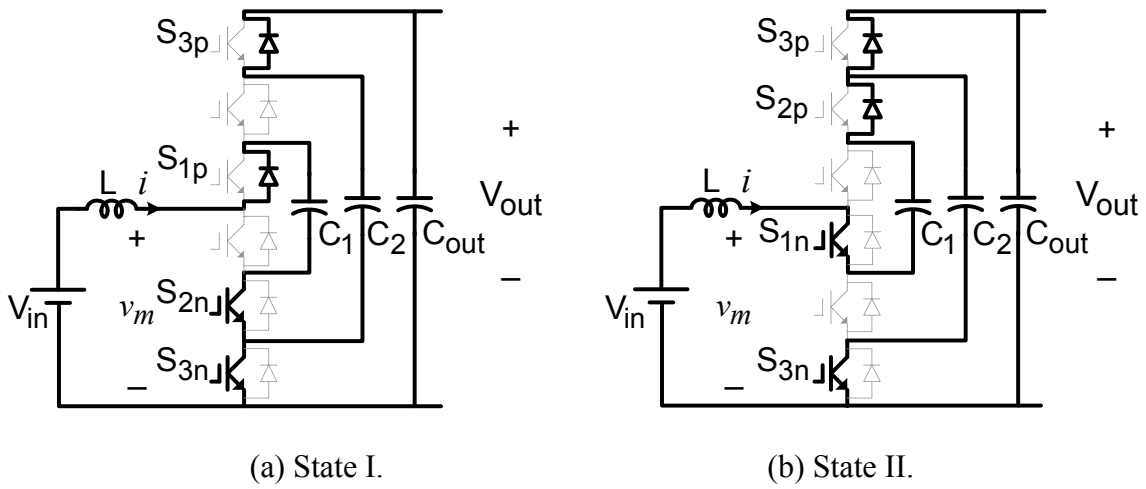 S3p
S1p
L
i
+
C1
C2
Cout
+
Vout
–
S2n
Vin
vm
S3n
–
(a) State I.
S3p
S2p
L
i
+
S1n
C1
C2
Cout
+
Vout
–
Vin
vm
S3n
–
(b) State II.